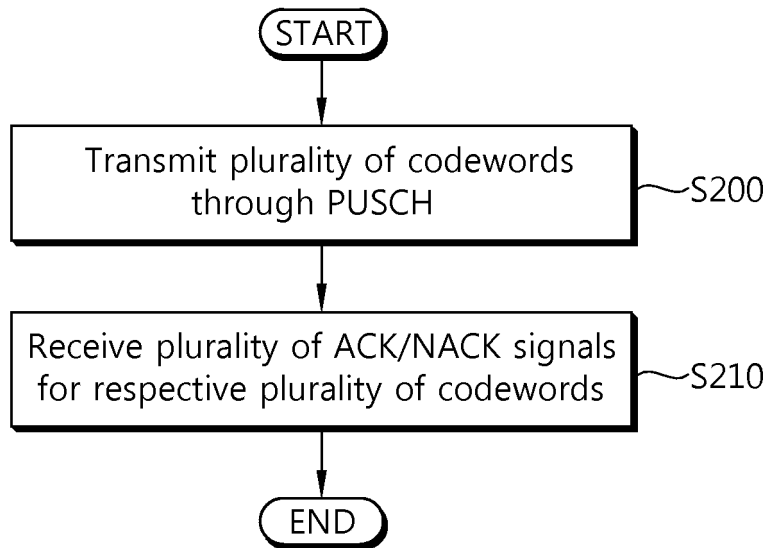 START
Transmit plurality of codewords
through PUSCH
S200
Receive plurality of ACK/NACK signals
for respective plurality of codewords
S210
END